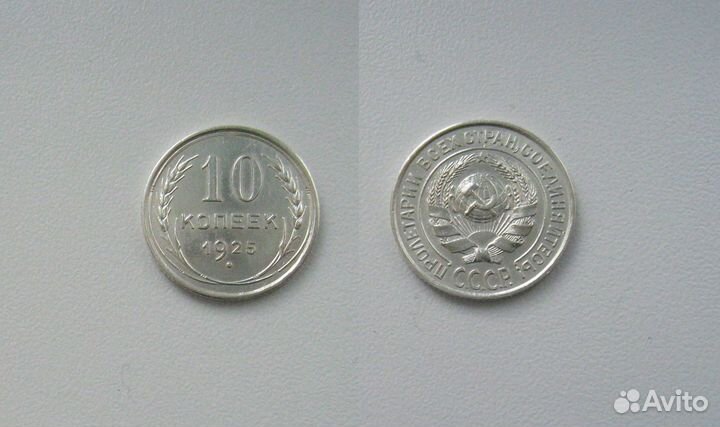 10
КОПЕЕК
1925
ПРОЛЕТАРИИ ВСЕХ СТРАН, СОЕДИНЯЙТЕСЬ!
СССР
Avito